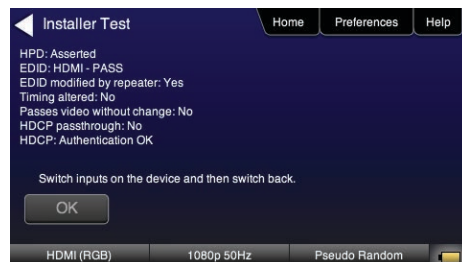 Installer Test
Home
Preferences
Help
HPD: Asserted
EDID: HDMI - PASS
EDID modified by repeater: Yes
Timing altered: No
Passes video without change: No
HDCP passthrough: No
HDCP: Authentication OK
Switch inputs on the device and then switch back.
OK
HDMI (RGB)
1080p 50Hz
Pseudo Random